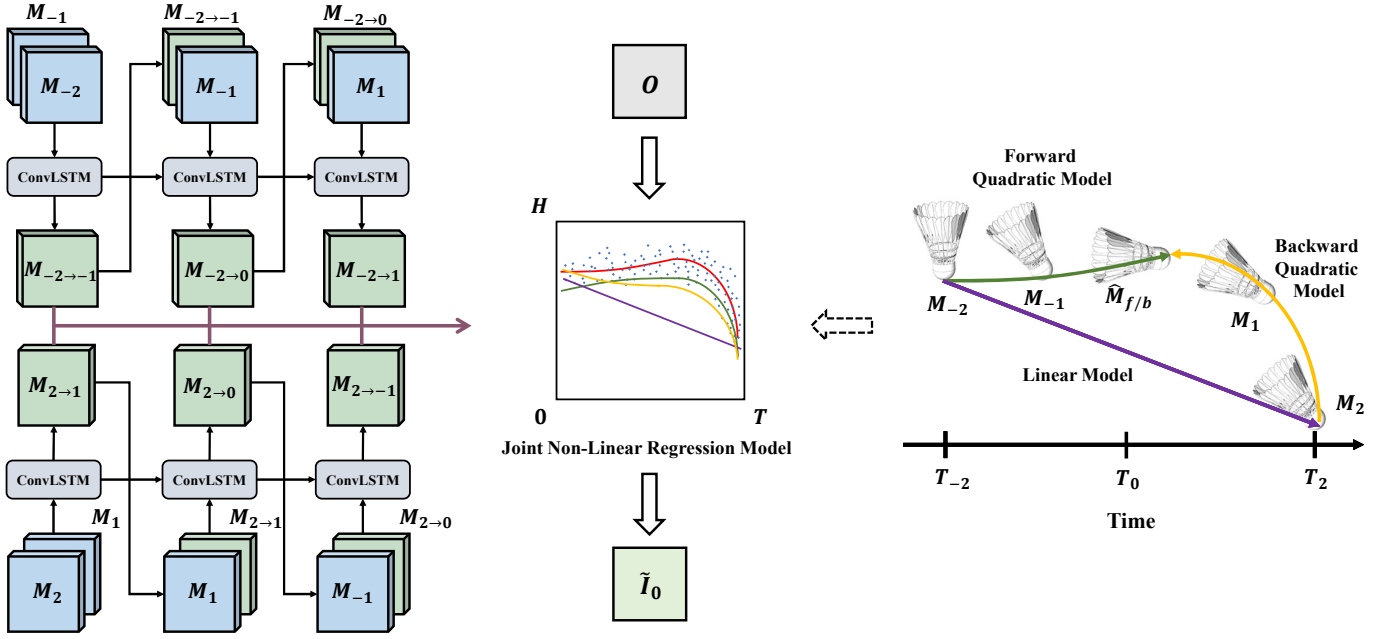 M₋₁
M₋₂→₋₁
M₋₂→₀
M₋₂
M₋₁
M₁
ConvLSTM
ConvLSTM
ConvLSTM
M₋₂→₋₁
M₋₂→₀
M₋₂→₁
M₂→₁
M₂→₀
M₂→₋₁
ConvLSTM
ConvLSTM
ConvLSTM
M₁
M₂→₁
M₂→₀
M₂
M₁
M₋₁
O
H
0
T
Joint Non-Linear Regression Model
Ĩ₀
Forward
Quadratic Model
Backward
Quadratic
Model
M₋₂
M₋₁
M̂f/b
M₁
Linear Model
M₂
T₋₂
T₀
T₂
Time